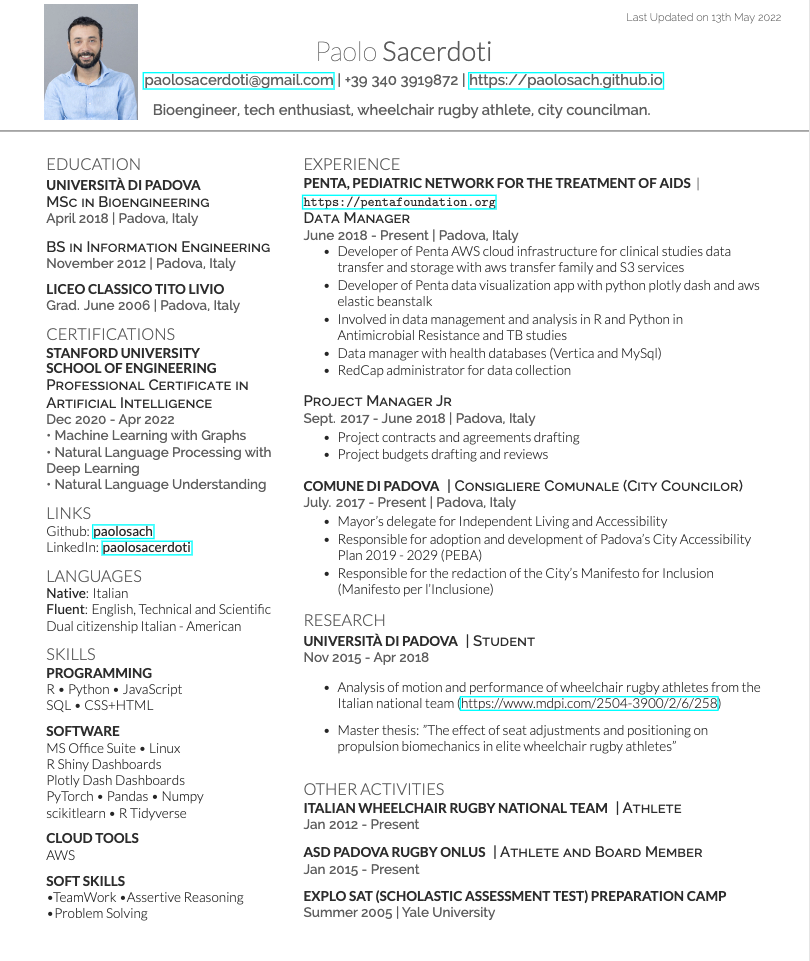 Last Updated on 13th May 2022
Paolo Sacerdoti
paolosacerdoti@gmail.com | +39 340 3919872 | https://paolosach.github.io
Bioengineer, tech enthusiast, wheelchair rugby athlete, city councilman.
EDUCATION
UNIVERSITÀ DI PADOVA
MSc in Bioengineering
April 2018 | Padova, Italy
BS in Information Engineering
November 2012 | Padova, Italy
LICEO CLASSICO TITO LIVIO
Grad. June 2006 | Padova, Italy
CERTIFICATIONS
STANFORD UNIVERSITY
SCHOOL OF ENGINEERING
Professional Certificate in
Artificial Intelligence
Dec 2020 - Apr 2022
· Machine Learning with Graphs
· Natural Language Processing with
Deep Learning
· Natural Language Understanding
LINKS
Github: paolosach
LinkedIn: paolosacerdoti
LANGUAGES
Native: Italian
Fluent: English, Technical and Scientific
Dual citizenship Italian - American
SKILLS
PROGRAMMING
R • Python • JavaScript
SQL • CSS+HTML
SOFTWARE
MS Office Suite • Linux
R Shiny Dashboards
Plotly Dash Dashboards
PyTorch • Pandas • Numpy
scikitlearn • R Tidyverse
CLOUD TOOLS
AWS
SOFT SKILLS
•TeamWork •Assertive Reasoning
•Problem Solving
EXPERIENCE
PENTA, PEDIATRIC NETWORK FOR THE TREATMENT OF AIDS |
https://pentafoundation.org
Data Manager
June 2018 - Present | Padova, Italy
• Developer of Penta AWS cloud infrastructure for clinical studies data
transfer and storage with aws transfer family and S3 services
• Developer of Penta data visualization app with python plotly dash and aws
elastic beanstalk
• Involved in data management and analysis in R and Python in
Antimicrobial Resistance and TB studies
• Data manager with health databases (Vertica and MySql)
• RedCap administrator for data collection
Project Manager Jr
Sept. 2017 - June 2018 | Padova, Italy
• Project contracts and agreements drafting
• Project budgets drafting and reviews
COMUNE DI PADOVA | Consigliere Comunale (City Councilor)
July. 2017 - Present | Padova, Italy
• Mayor's delegate for Independent Living and Accessibility
• Responsible for adoption and development of Padova's City Accessibility
Plan 2019 - 2029 (PEBA)
• Responsible for the redaction of the City's Manifesto for Inclusion
(Manifesto per l'Inclusione)
RESEARCH
UNIVERSITÀ DI PADOVA | Student
Nov 2015 - Apr 2018
• Analysis of motion and performance of wheelchair rugby athletes from the
Italian national team (https://www.mdpi.com/2504-3900/2/6/258)
• Master thesis: "The effect of seat adjustments and positioning on
propulsion biomechanics in elite wheelchair rugby athletes"
OTHER ACTIVITIES
ITALIAN WHEELCHAIR RUGBY NATIONAL TEAM | Athlete
Jan 2012 - Present
ASD PADOVA RUGBY ONLUS | Athlete and Board Member
Jan 2015 - Present
EXPLO SAT (SCHOLASTIC ASSESSMENT TEST) PREPARATION CAMP
Summer 2005 | Yale University